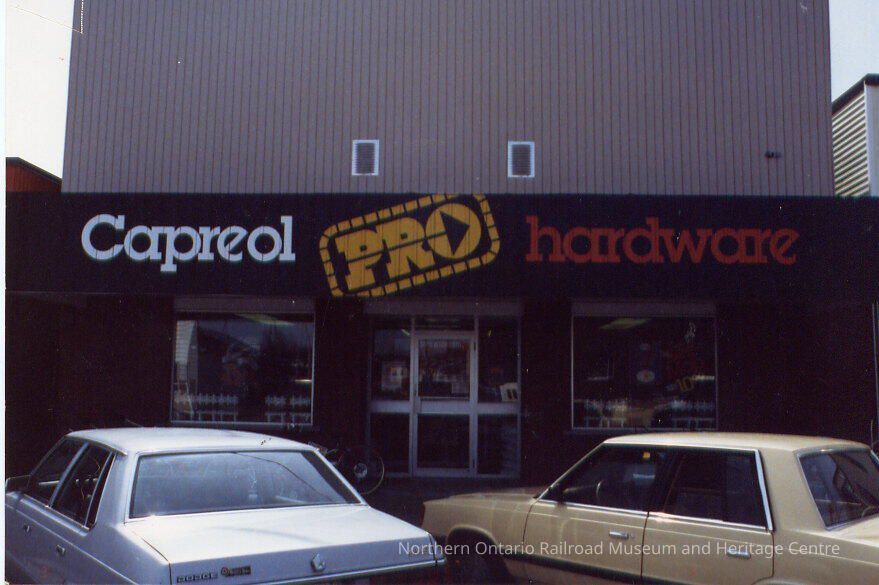 Capreol PRO hardware
DODGE
Northern Ontario Railroad Museum and Heritage Centre